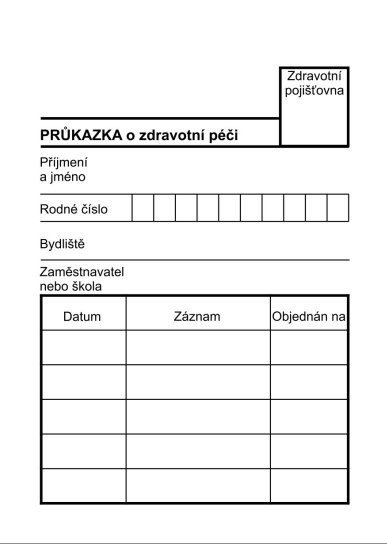 Zdravotní
pojišťovna
PRŮKAZKA o zdravotní péči
Příjmení
a jméno
Rodné číslo
Bydliště
Zaměstnavatel
nebo škola
Datum Záznam Objednán na